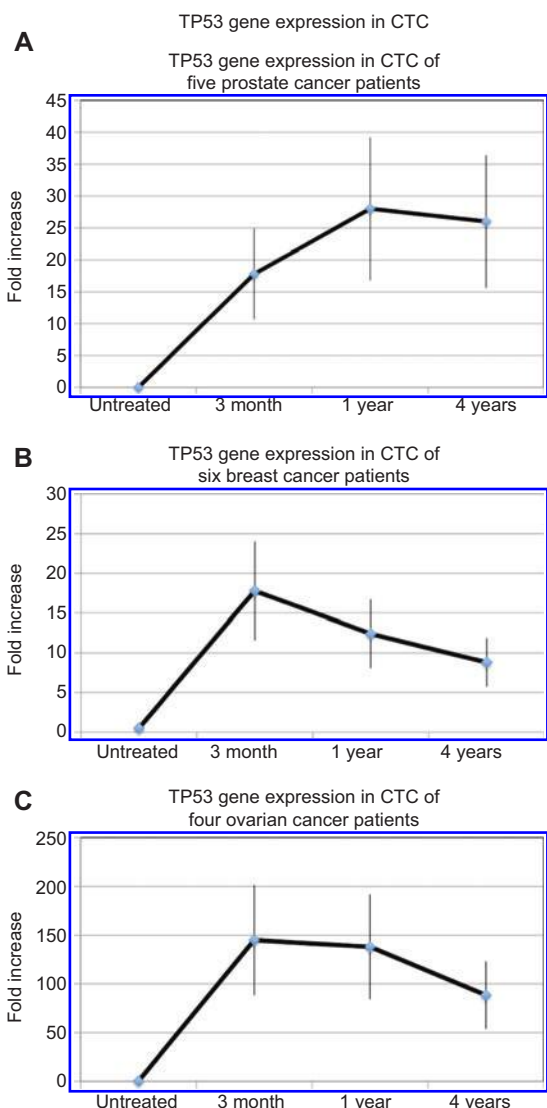 TP53 gene expression in CTC
A
TP53 gene expression in CTC of
five prostate cancer patients
45
40
35
30
25
20
15
10
5
0
Fold increase
Untreated 3 month 1 year 4 years
B
TP53 gene expression in CTC of
six breast cancer patients
30
25
20
15
10
5
0
Fold increase
Untreated 3 month 1 year 4 years
C
TP53 gene expression in CTC of
four ovarian cancer patients
250
200
150
100
50
0
Fold increase
Untreated 3 month 1 year 4 years